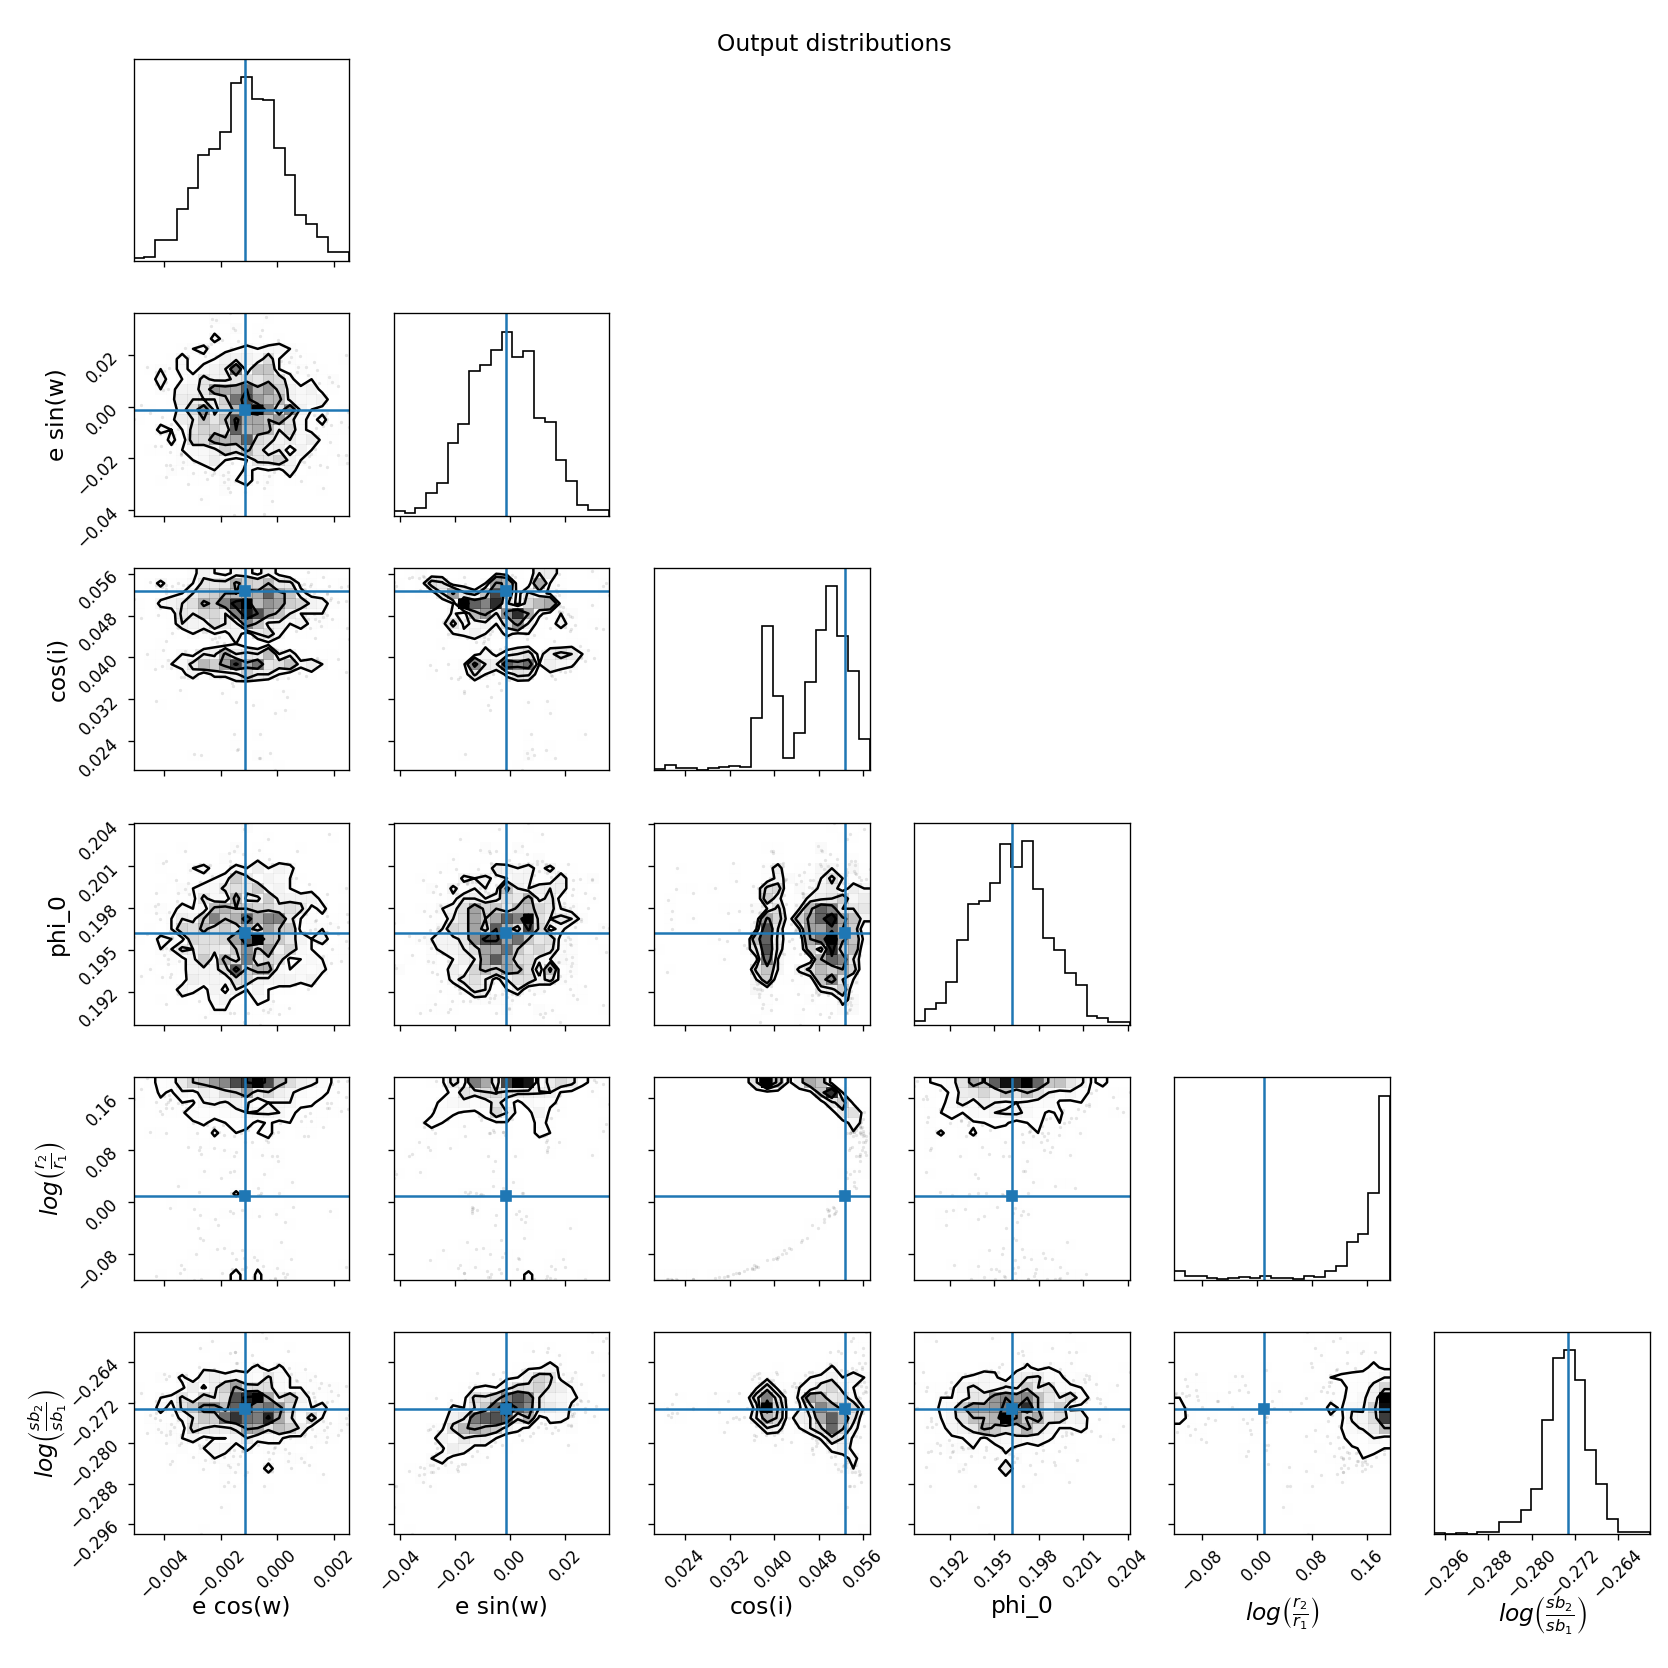 Output distributions
e sin(w)
0.02
0.00
−0.02
−0.04
cos(i)
0.056
0.048
0.040
0.032
0.024
phi_0
0.204
0.201
0.198
0.195
0.192
log(r2/r1)
0.16
0.08
0.00
−0.08
log(sb2/sb1)
−0.264
−0.272
−0.280
−0.288
−0.296
−0.004 −0.002 0.000 0.002 −0.04 −0.02 0.00 0.02 0.024 0.032 0.040 0.048 0.056 0.192 0.195 0.198 0.201 0.204 −0.08 0.00 0.08 0.16 −0.296 −0.288 −0.280 −0.272 −0.264
e cos(w) e sin(w) cos(i) phi_0 log(r2/r1) log(sb2/sb1)